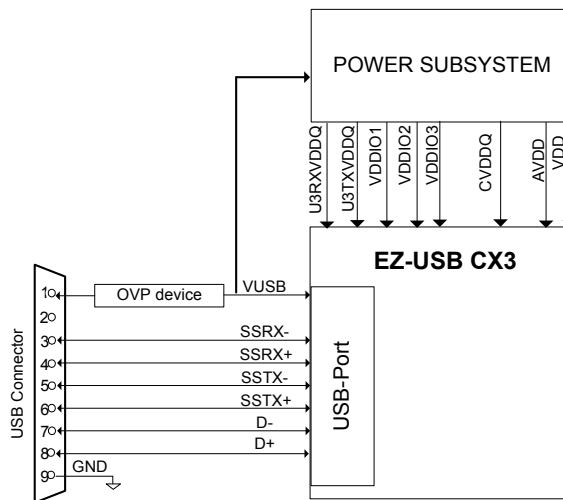 POWER SUBSYSTEM
U3RXVDDQ
U3TXVDDQ
VDDIO1
VDDIO2
VDDIO3
CVDDQ
AVDD
VDD
EZ-USB CX3
USB Connector
1
OVP device
VUSB
2
3
SSRX-
4
SSRX+
5
SSTX-
6
SSTX+
7
D-
8
D+
9
GND
USB-Port